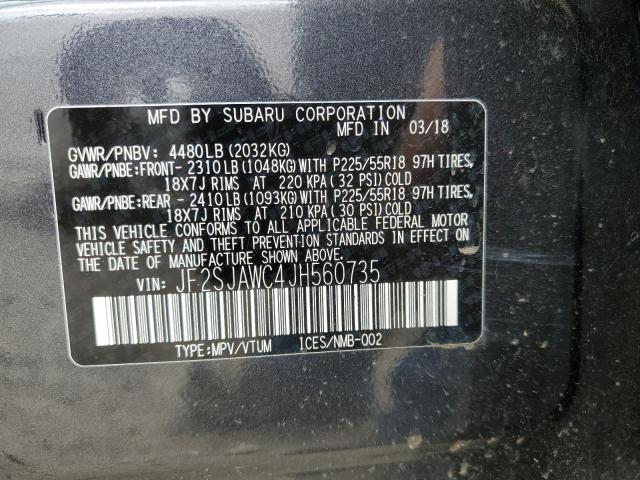 MFD BY SUBARU CORPORATION
MFD IN 03/18
GVWR/PNBV: 4480LB (2032KG)
GAWR/PNBE:FRONT- 2310 LB (1048KG) WITH P225/55R18 97H TIRES,
18X7J RIMS AT 220 KPA (32 PSI) COLD
GAWR/PNBE:REAR - 2410 LB (1093KG) WITH P225/55R18 97H TIRES,
18X7J RIMS AT 210 KPA (30 PSI) COLD
THIS VEHICLE CONFORMS TO ALL APPLICABLE FEDERAL MOTOR
VEHICLE SAFETY AND THEFT PREVENTION STANDARDS IN EFFECT ON
THE DATE OF MANUFACTURE SHOWN ABOVE.
VIN: JF2SJAWC4JH560735
TYPE:MPV/VTUM ICES/NMB-002